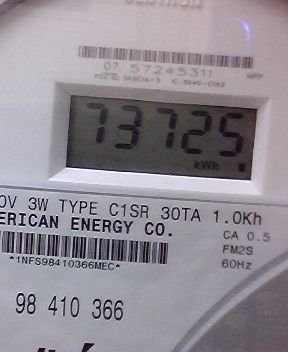 07 57245311
73725
kWh
0V 3W TYPE C1SR 30TA 1.0Kh
ERICAN ENERGY CO.
CA 0.5
FM2S
60Hz
*1NFS98410366MEC*
98 410 366